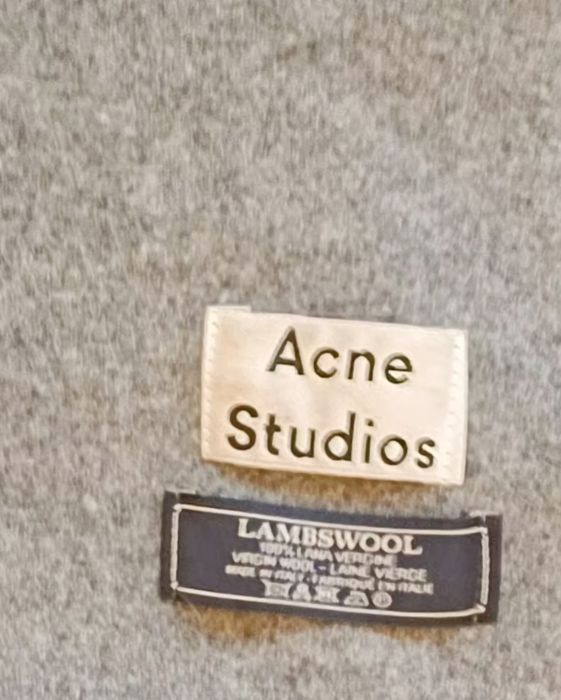 Acne
Studios
LAMBSWOOL
100% LANA VERGINE
VIRGIN WOOL - LAINE VIERGE
MADE IN ITALY - FABRIQUÉ EN ITALIE